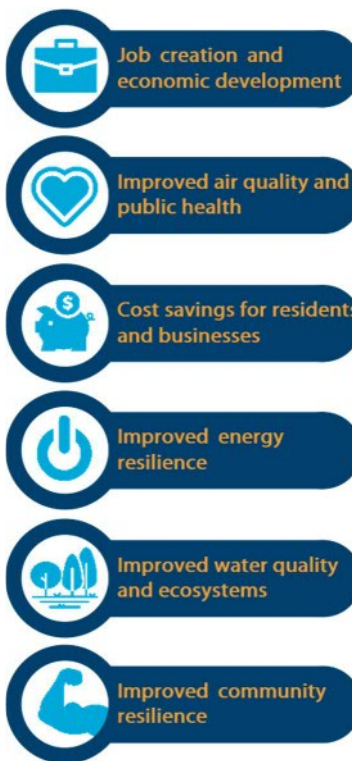 Job creation and
economic development
Improved air quality and
public health
$
Cost savings for residents
and businesses
Improved energy
resilience
Improved water quality
and ecosystems
Improved community
resilience